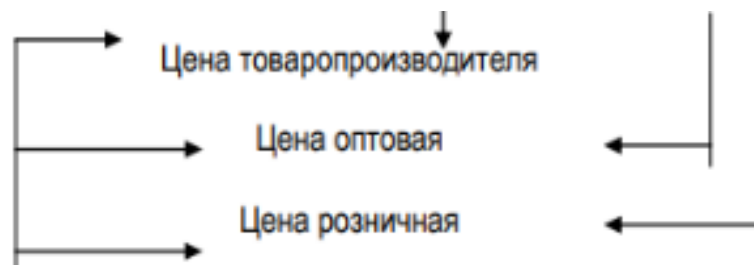 Цена товаропроизводителя
Цена оптовая
Цена розничная